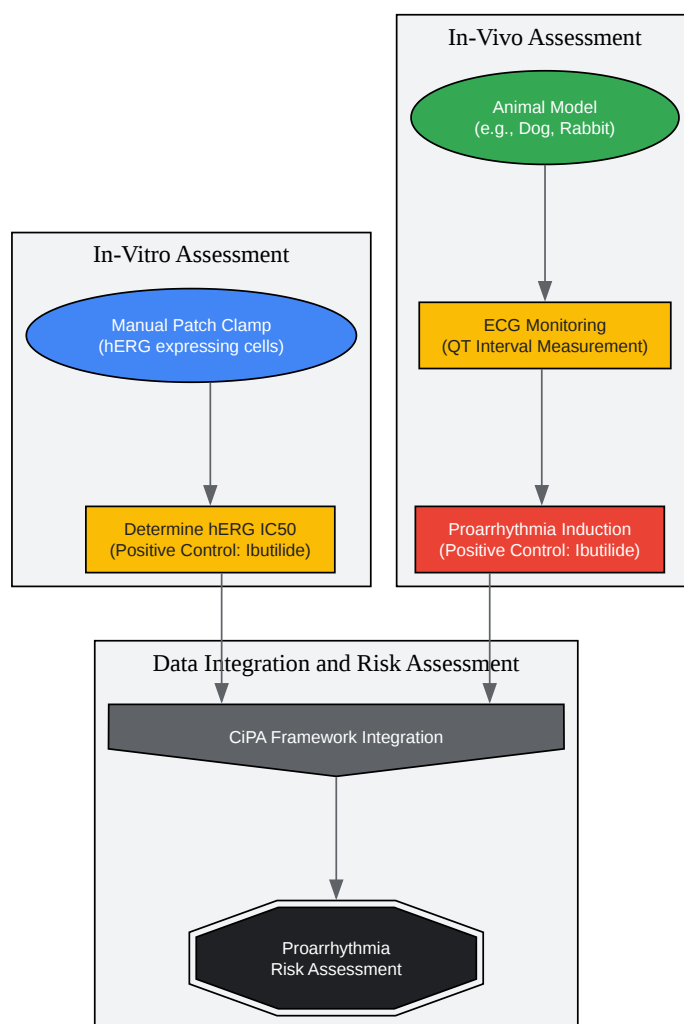 In-Vivo Assessment
Animal Model
(e.g., Dog, Rabbit)
ECG Monitoring
(QT Interval Measurement)
Proarrhythmia Induction
(Positive Control: Ibutilide)
In-Vitro Assessment
Manual Patch Clamp
(hERG expressing cells)
Determine hERG IC50
(Positive Control: Ibutilide)
Data Integration and Risk Assessment
CiPA Framework Integration
Proarrhythmia
Risk Assessment